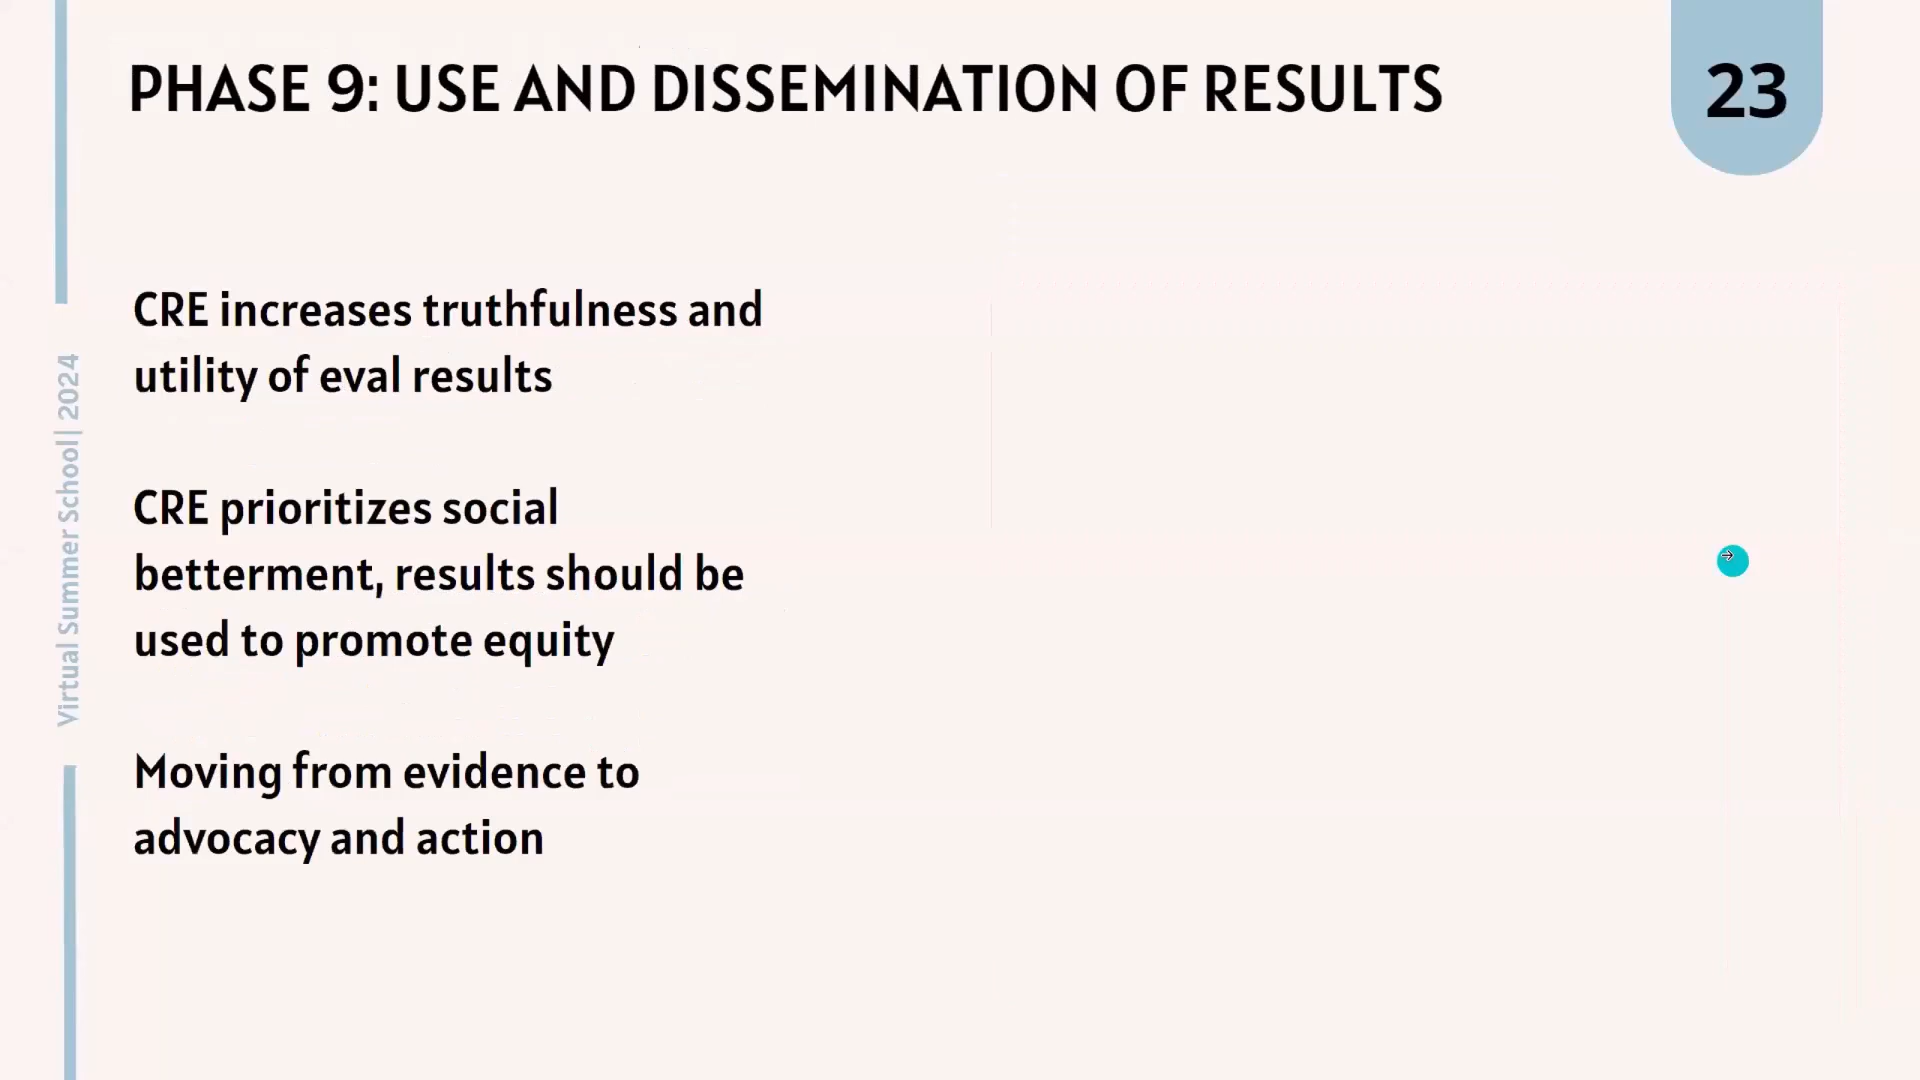 PHASE 9: USE AND DISSEMINATION OF RESULTS
23
CRE increases truthfulness and
utility of eval results
CRE prioritizes social
betterment, results should be
used to promote equity
Moving from evidence to
advocacy and action
Virtual Summer School| 2024